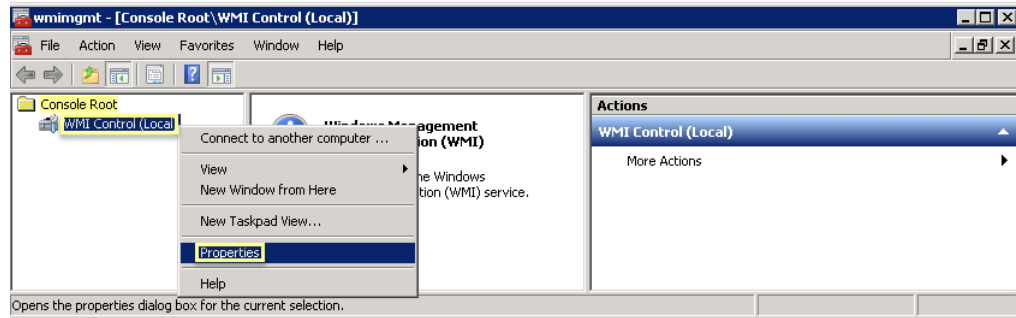 wmimgmt - [Console Root\WMI Control (Local)]
File Action View Favorites Window Help
Console Root
WMI Control (Local
Connect to another computer ...
View
New Window from Here
New Taskpad View...
Properties
Help
agement
ion (WMI)
he Windows
tion (WMI) service.
Actions
WMI Control (Local)
More Actions
Opens the properties dialog box for the current selection.